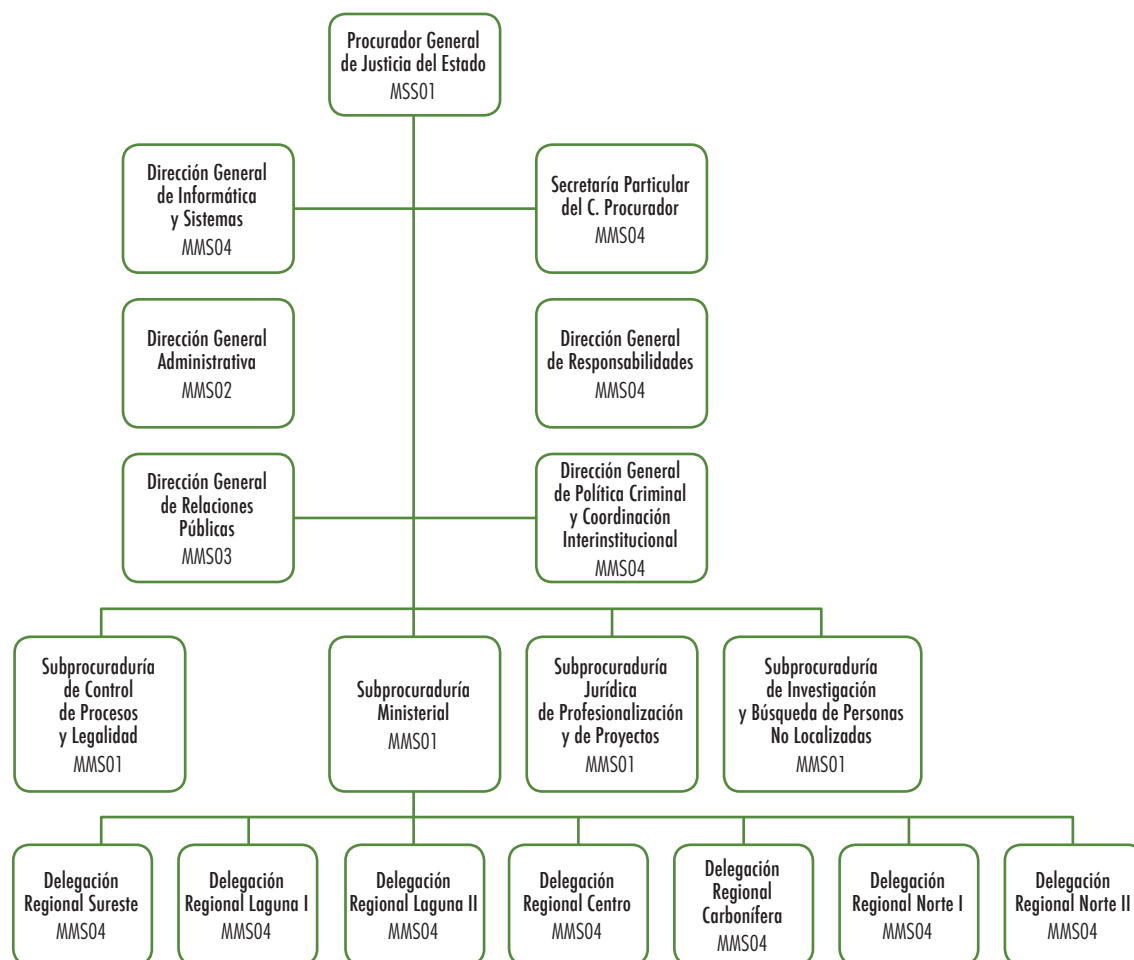 Procurador General
de Justicia del Estado
MSS01
Dirección General
de Informática
y Sistemas
MMS04
Secretaría Particular
del C. Procurador
MMS04
Dirección General
Administrativa
MMS02
Dirección General
de Responsabilidades
MMS04
Dirección General
de Relaciones
Públicas
MMS03
Dirección General
de Política Criminal
y Coordinación
Interinstitucional
MMS04
Subprocuraduría
de Control
de Procesos
y Legalidad
MMS01
Subprocuraduría
Ministerial
MMS01
Subprocuraduría
Jurídica
de Profesionalización
y de Proyectos
MMS01
Subprocuraduría
de Investigación
y Búsqueda de Personas
No Localizadas
MMS01
Delegación
Regional Sureste
MMS04
Delegación
Regional Laguna I
MMS04
Delegación
Regional Laguna II
MMS04
Delegación
Regional Centro
MMS04
Delegación
Regional
Carbonífera
MMS04
Delegación
Regional Norte I
MMS04
Delegación
Regional Norte II
MMS04